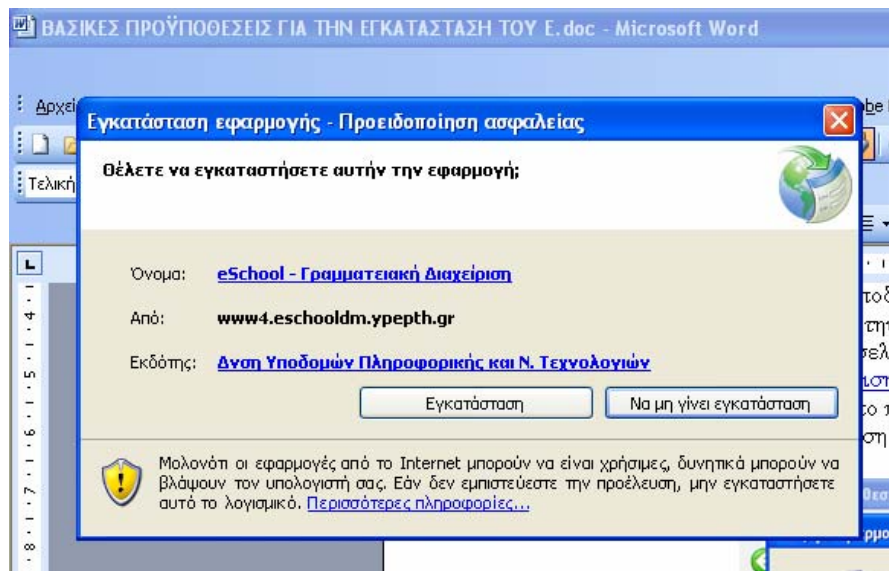 ΒΑΣΙΚΕΣ ΠΡΟΫΠΟΘΕΣΕΙΣ ΓΙΑ ΤΗΝ ΕΓΚΑΤΑΣΤΑΣΗ ΤΟΥ E.doc - Microsoft Word
Εγκατάσταση εφαρμογής - Προειδοποίηση ασφαλείας
Θέλετε να εγκαταστήσετε αυτήν την εφαρμογή;
Τελική
Όνομα: eSchool - Γραμματειακή Διαχείριση
Από: www4.eschooldm.ypepth.gr
Εκδότης: Δνση Υποδομών Πληροφορικής και Ν. Τεχνολογιών
Εγκατάσταση Να μη γίνει εγκατάσταση
Μολονότι οι εφαρμογές από το Internet μπορούν να είναι χρήσιμες, δυνητικά μπορούν να
βλάψουν τον υπολογιστή σας. Εάν δεν εμπιστεύεστε την προέλευση, μην εγκαταστήσετε
αυτό το λογισμικό. Περισσότερες πληροφορίες...